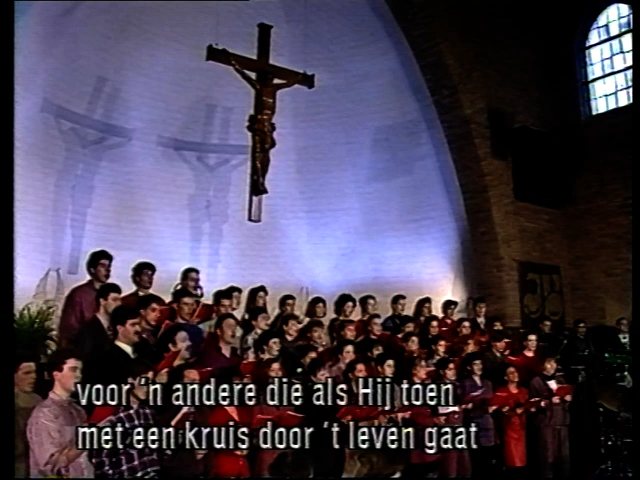 voor 'n andere die als Hij toen
met een kruis door 't leven gaat